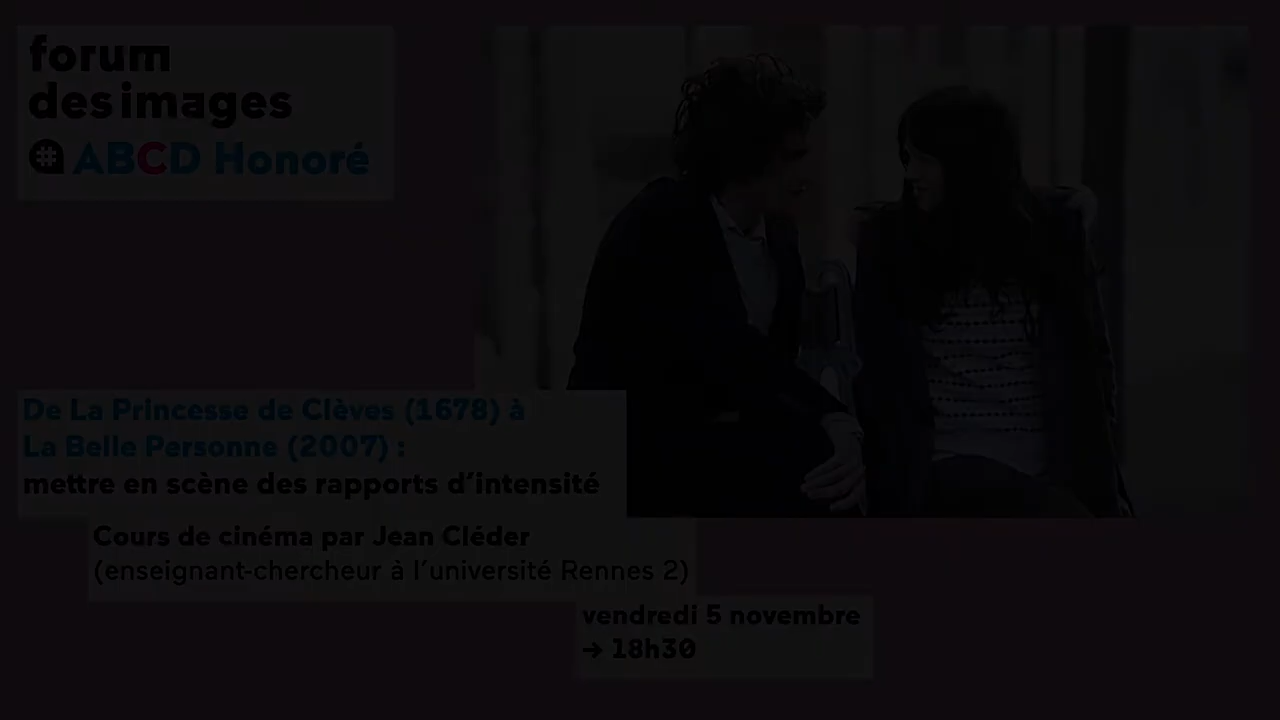 forum
des images
# ABCD Honoré
De La Princesse de Clèves (1678) à
La Belle Personne (2007) :
mettre en scène des rapports d'intensité
Cours de cinéma par Jean Cléder
(enseignant-chercheur à l'université Rennes 2)
vendredi 5 novembre
→ 18h30